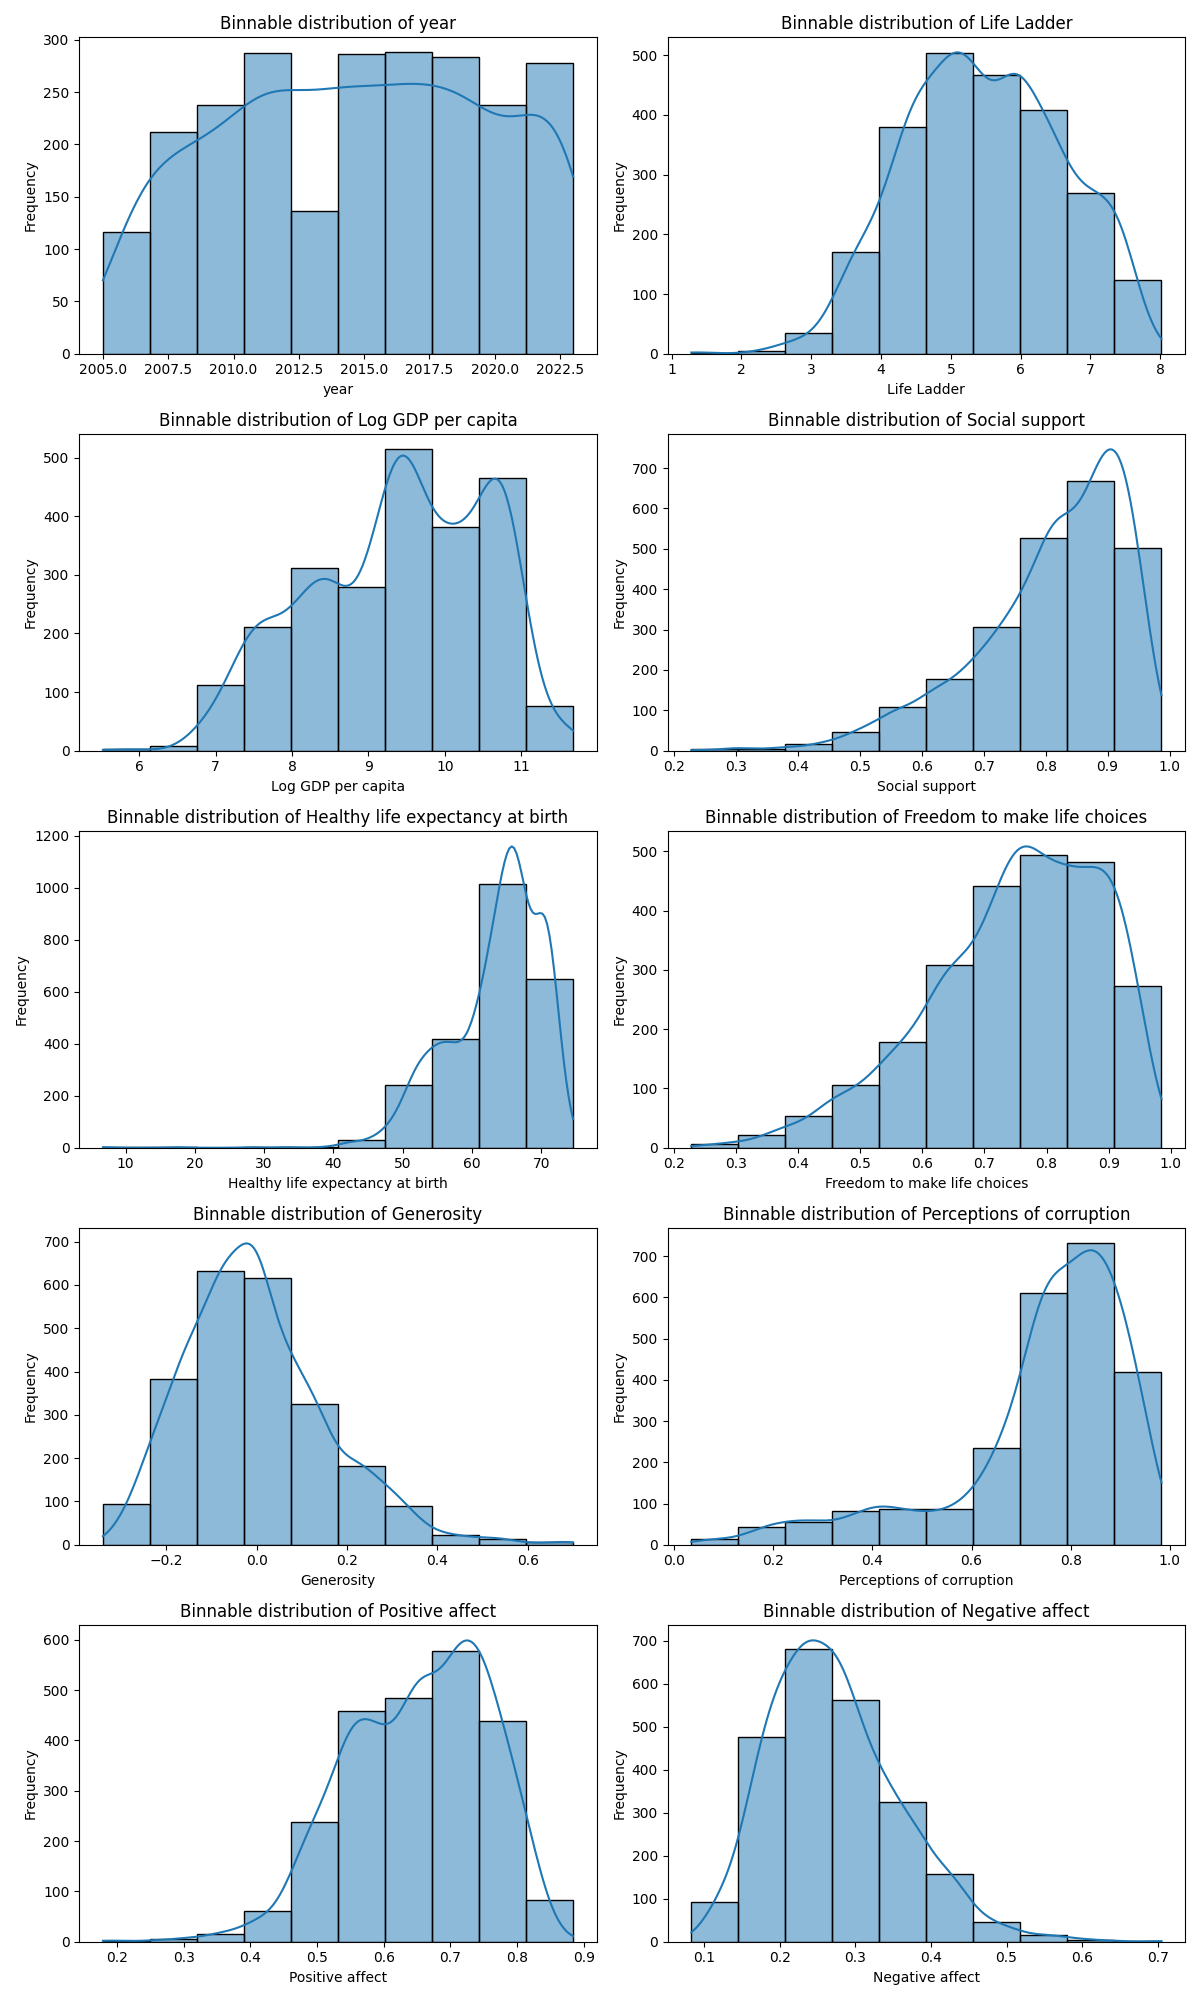 Binnable distribution of year
Frequency
300
250
200
150
100
50
0
2005.0 2007.5 2010.0 2012.5 2015.0 2017.5 2020.0 2022.5
year
Binnable distribution of Life Ladder
Frequency
500
400
300
200
100
0
1 2 3 4 5 6 7 8
Life Ladder
Binnable distribution of Log GDP per capita
Frequency
500
400
300
200
100
0
6 7 8 9 10 11
Log GDP per capita
Binnable distribution of Social support
Frequency
700
600
500
400
300
200
100
0
0.2 0.3 0.4 0.5 0.6 0.7 0.8 0.9 1.0
Social support
Binnable distribution of Healthy life expectancy at birth
Frequency
1200
1000
800
600
400
200
0
10 20 30 40 50 60 70
Healthy life expectancy at birth
Binnable distribution of Freedom to make life choices
Frequency
500
400
300
200
100
0
0.2 0.3 0.4 0.5 0.6 0.7 0.8 0.9 1.0
Freedom to make life choices
Binnable distribution of Generosity
Frequency
700
600
500
400
300
200
100
0
−0.2 0.0 0.2 0.4 0.6
Generosity
Binnable distribution of Perceptions of corruption
Frequency
700
600
500
400
300
200
100
0
0.0 0.2 0.4 0.6 0.8 1.0
Perceptions of corruption
Binnable distribution of Positive affect
Frequency
600
500
400
300
200
100
0
0.2 0.3 0.4 0.5 0.6 0.7 0.8 0.9
Positive affect
Binnable distribution of Negative affect
Frequency
700
600
500
400
300
200
100
0
0.1 0.2 0.3 0.4 0.5 0.6 0.7
Negative affect